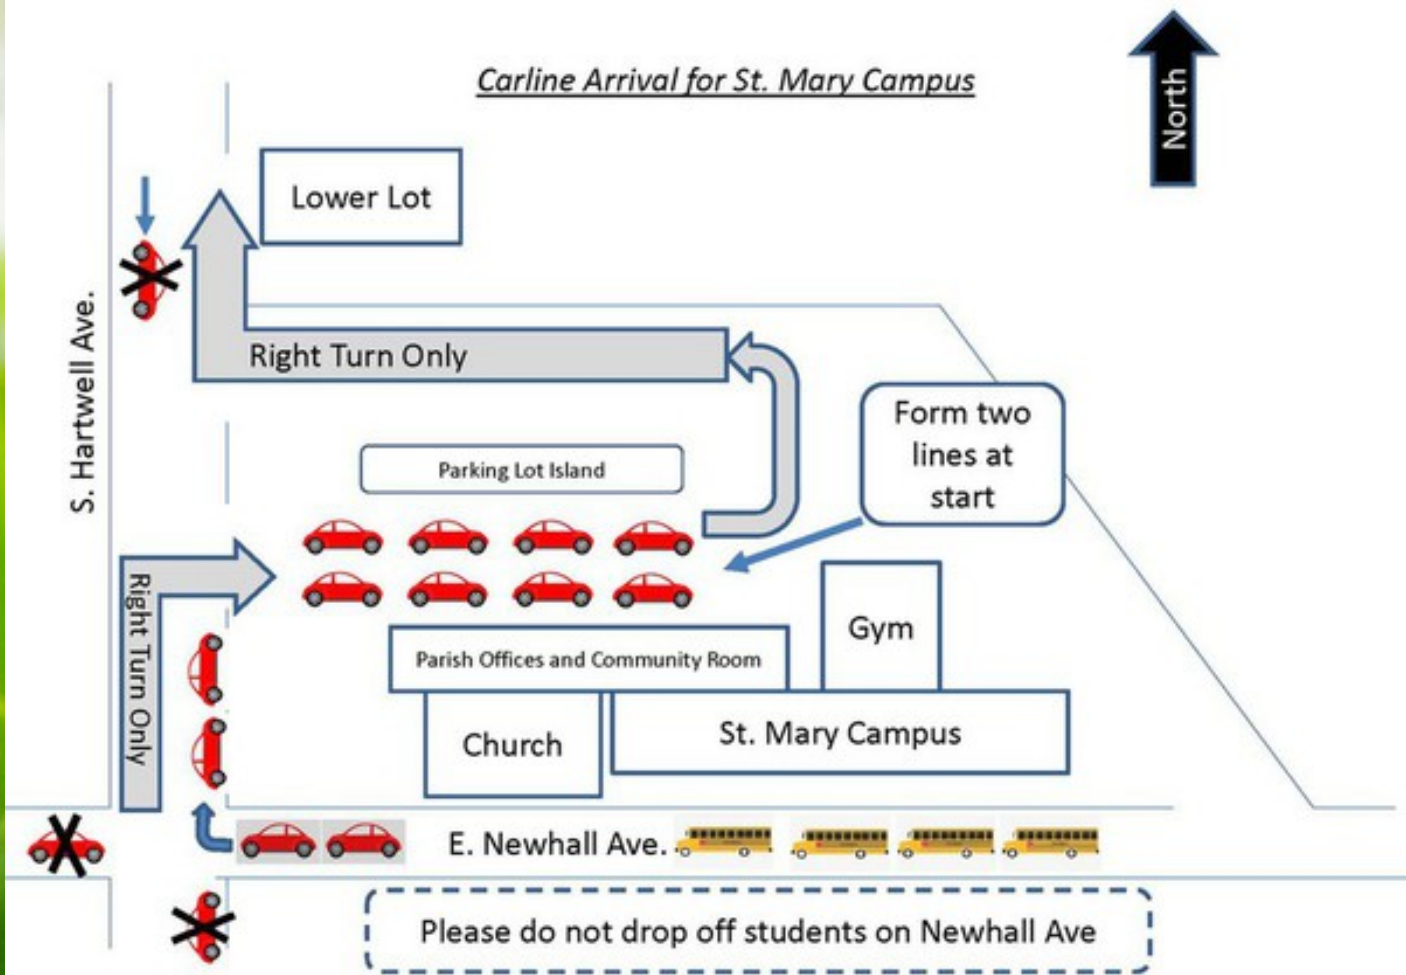 Carline Arrival for St. Mary Campus
North
Lower Lot
S. Hartwell Ave.
Right Turn Only
Form two
lines at
start
Parking Lot Island
Right Turn Only
Gym
Parish Offices and Community Room
Church
St. Mary Campus
E. Newhall Ave.
Please do not drop off students on Newhall Ave